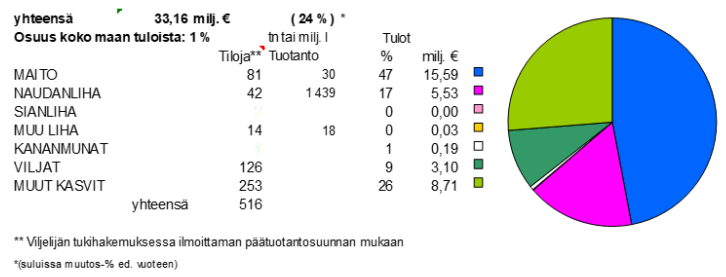 yhteensä 33,16 milj. € ( 24 % ) *
Osuus koko maan tuloista: 1 % tn tai milj. l Tulot
Tiloja** Tuotanto % milj. €
MAITO 81 30 47 15,59
NAUDANLIHA 42 1 439 17 5,53
SIANLIHA 0 0,00
MUU LIHA 14 18 0 0,03
KANANMUNAT 1 0,19
VILJAT 126 9 3,10
MUUT KASVIT 253 26 8,71
yhteensä 516
** Viljelijän tukihakemuksessa ilmoittaman päätuotantosuunnan mukaan
*(suluissa muutos-% ed. vuoteen)